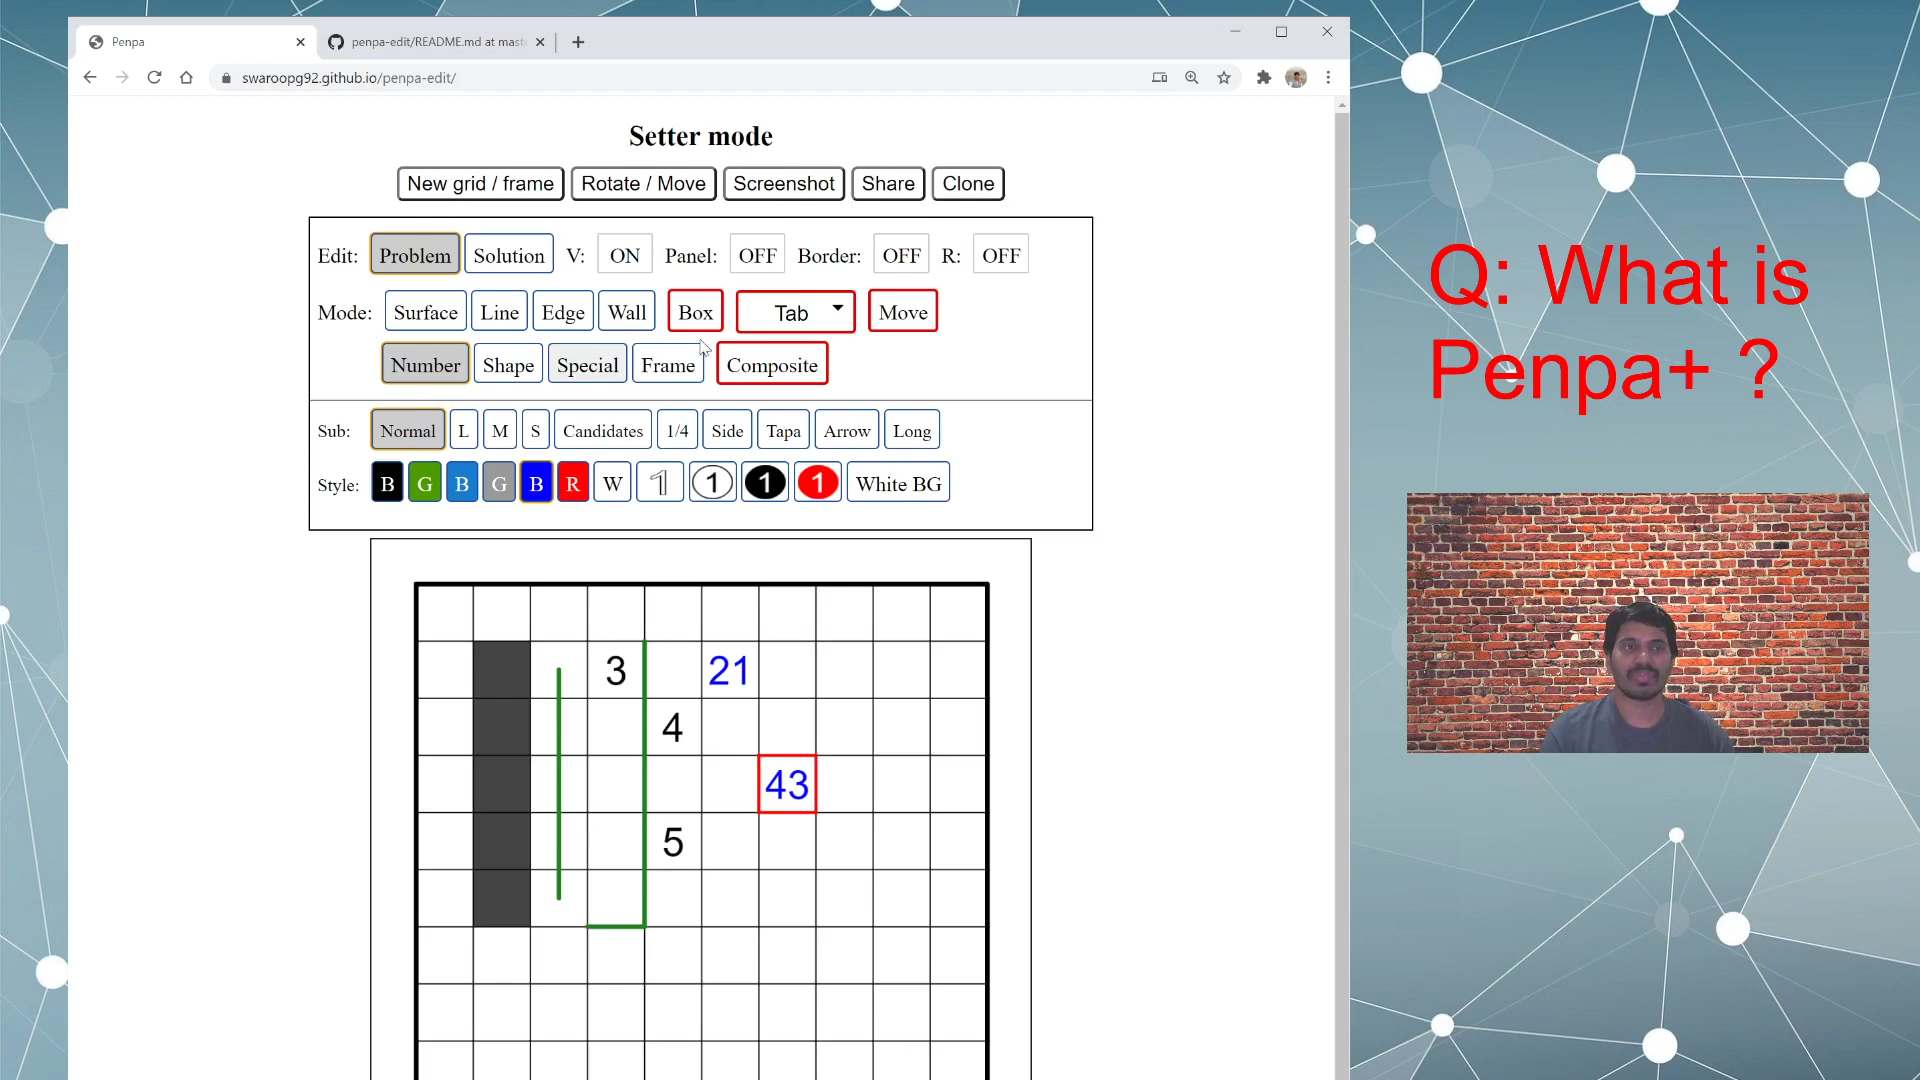 Penpa
penpa-edit/README.md at mast
swaroopg92.github.io/penpa-edit/
Setter mode
New grid / frame Rotate / Move Screenshot Share Clone
Edit: Problem Solution V: ON Panel: OFF Border: OFF R: OFF
Mode: Surface Line Edge Wall Box Tab Move
Number Shape Special Frame Composite
Sub: Normal L M S Candidates 1/4 Side Tapa Arrow Long
Style: B G B G B R W 1 1 1 1 White BG
3 21
4
43
5
Q: What is
Penpa+ ?